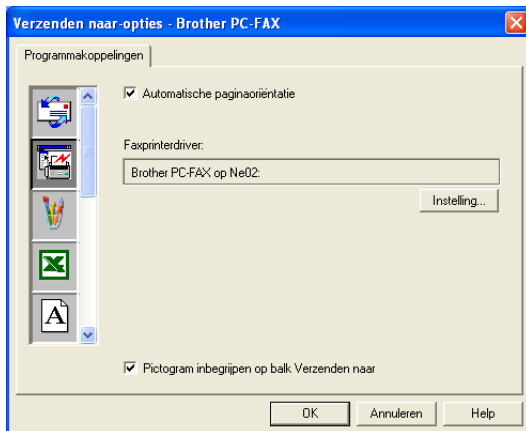 Verzenden naar-opties - Brother PC-FAX
Programmakoppelingen
Automatische paginaoriëntatie
Faxprinterdriver:
Brother PC-FAX op Ne02:
Instelling...
A
Pictogram inbegrijpen op balk Verzenden naar
OK
Annuleren
Help